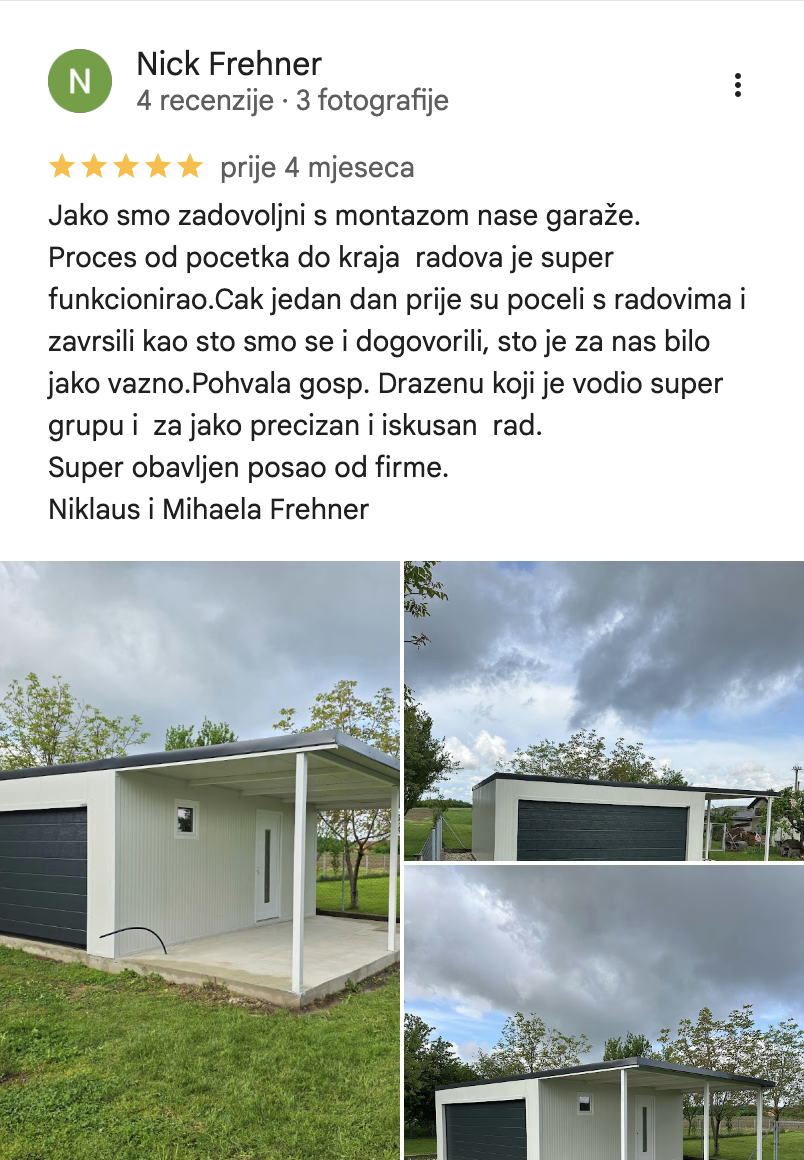 N
Nick Frehner
4 recenzije · 3 fotografije
prije 4 mjeseca
Jako smo zadovoljni s montazom nase garaže.
Proces od pocetka do kraja  radova je super
funkcionirao.Cak jedan dan prije su poceli s radovima i
zavrsili kao sto smo se i dogovorili, sto je za nas bilo
jako vazno.Pohvala gosp. Drazenu koji je vodio super
grupu i  za jako precizan i iskusan  rad.
Super obavljen posao od firme.
Niklaus i Mihaela Frehner